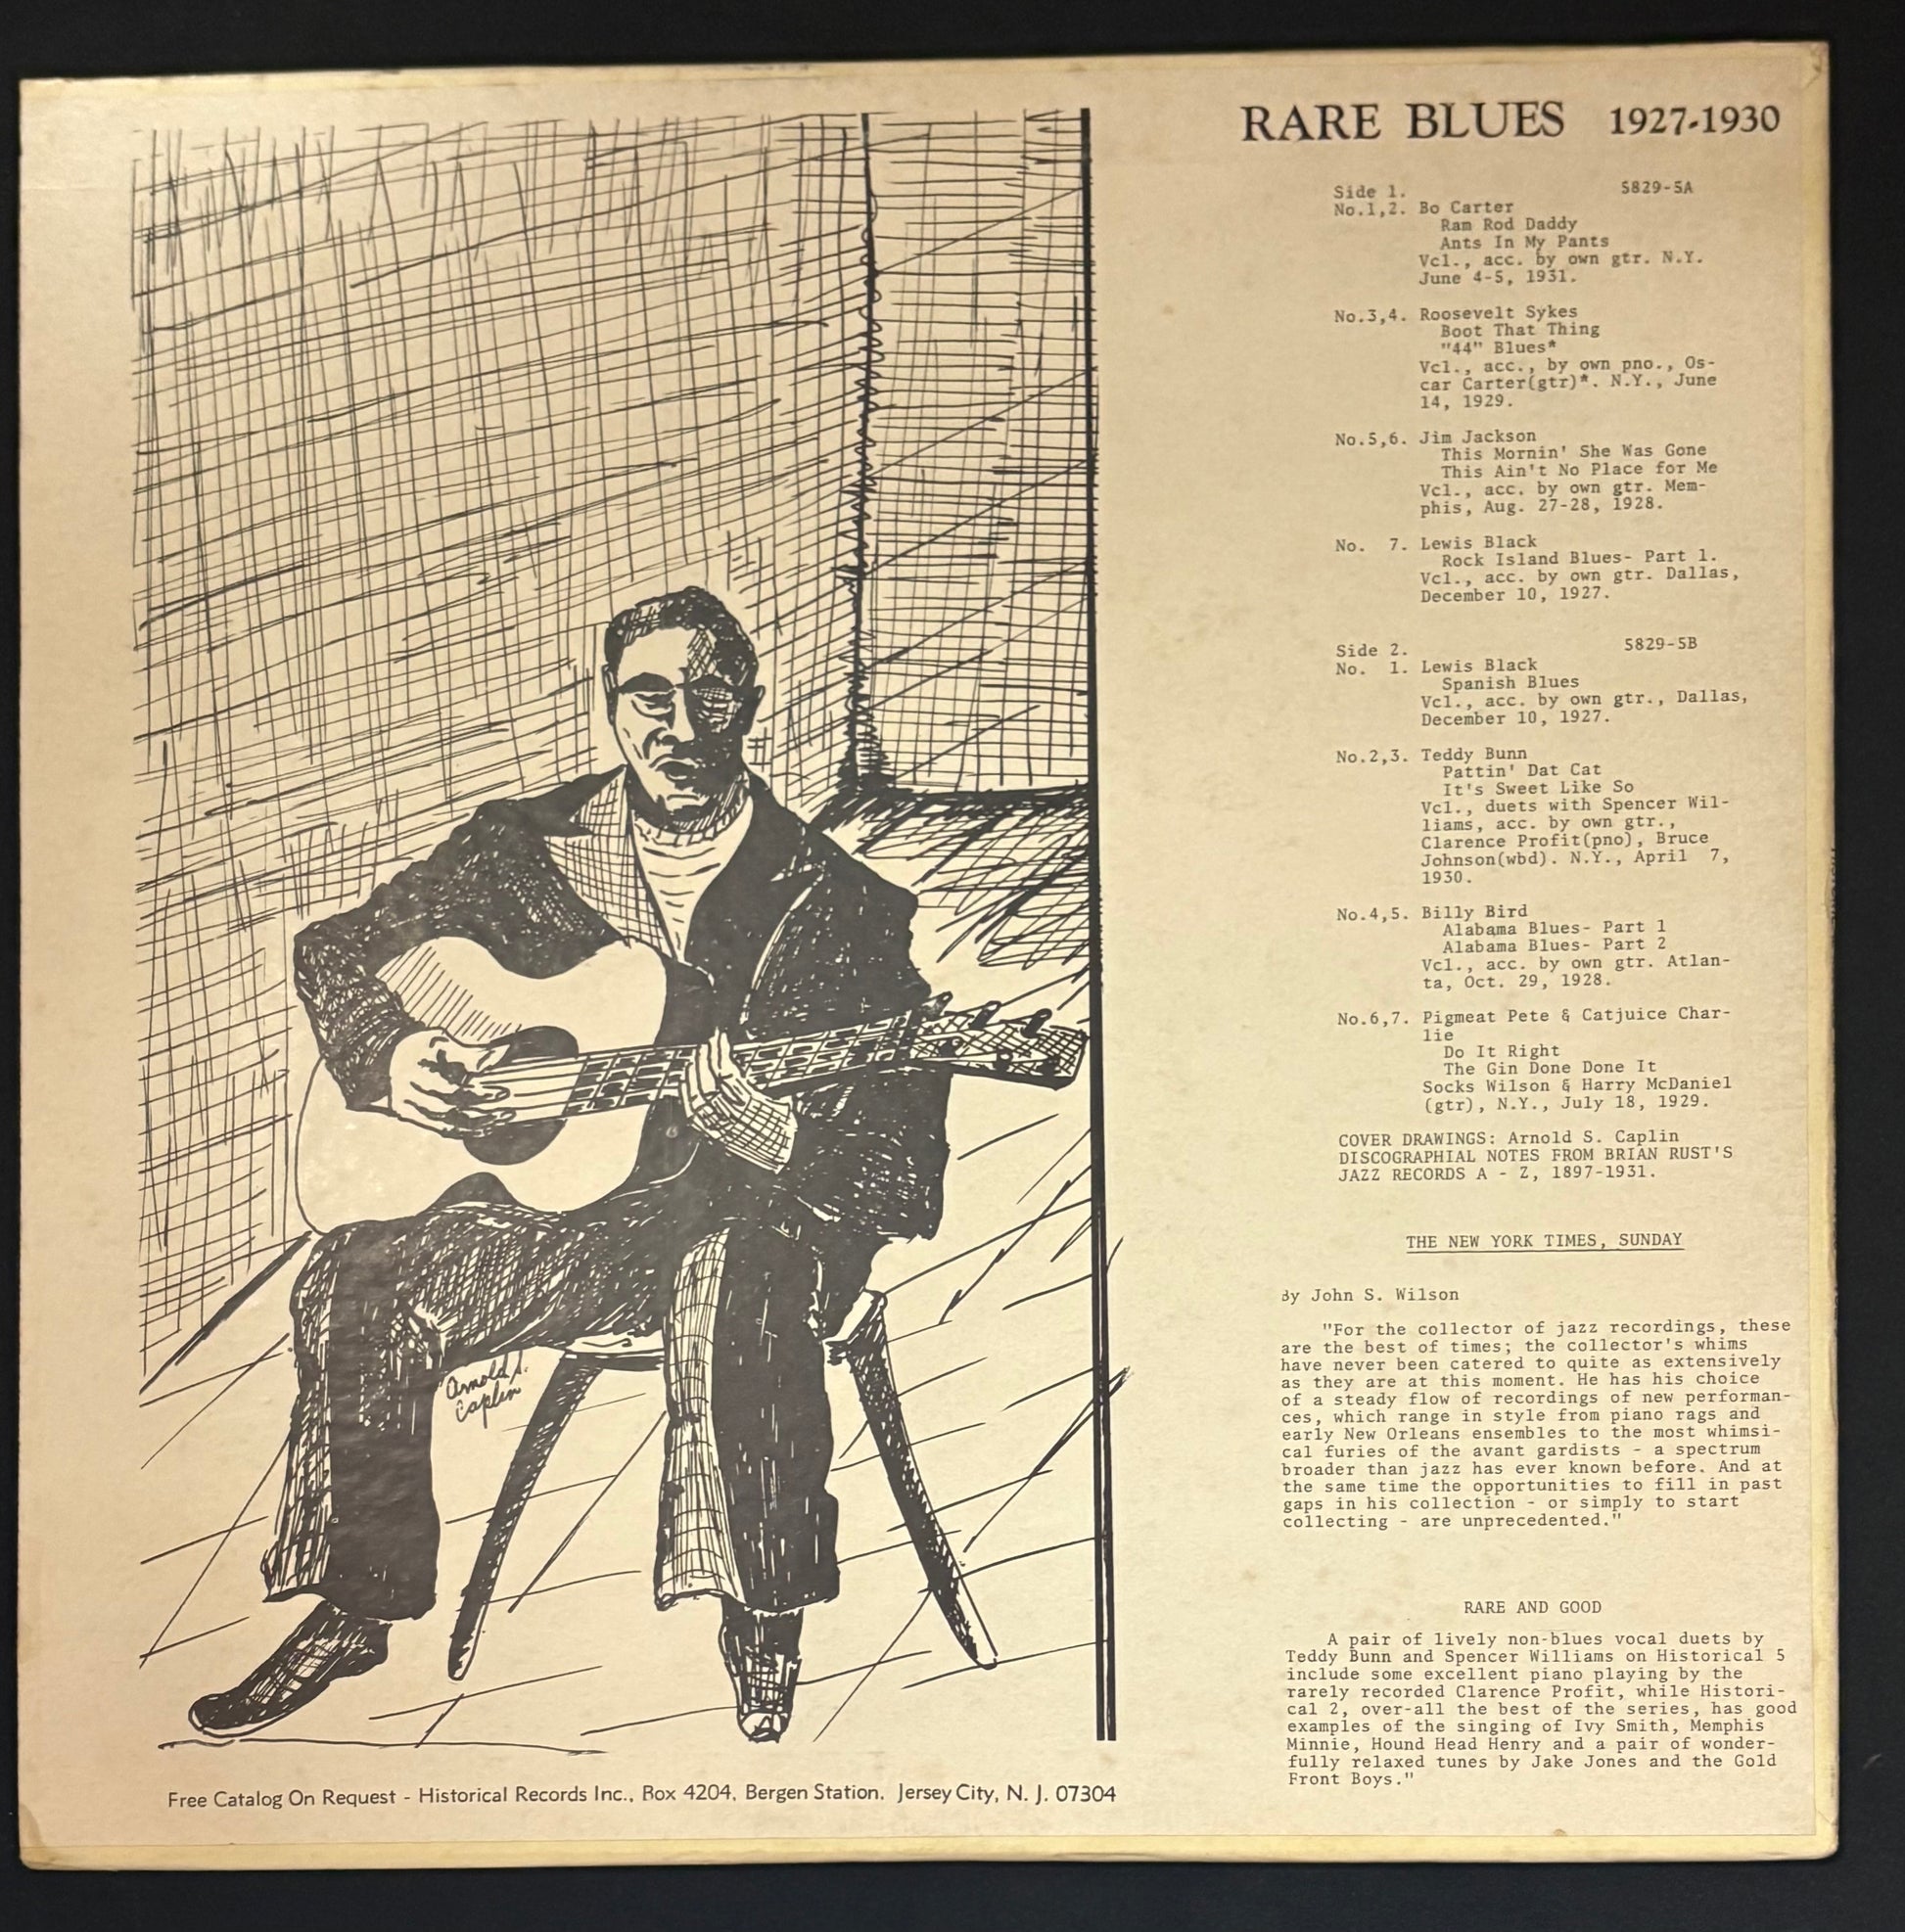 RARE BLUES 1927-1930
Side 1. 5829-5A
No.1,2. Bo Carter
Ram Rod Daddy
Ants In My Pants
Vcl., acc. by own gtr. N.Y.
June 4-5, 1931.
No.3,4. Roosevelt Sykes
Boot That Thing
"44" Blues*
Vcl., acc., by own pno., Os-
car Carter(gtr)*. N.Y., June
14, 1929.
No.5,6. Jim Jackson
This Mornin' She Was Gone
This Ain't No Place for Me
Vcl., acc. by own gtr. Mem-
phis, Aug. 27-28, 1928.
No. 7. Lewis Black
Rock Island Blues- Part 1.
Vcl., acc. by own gtr. Dallas,
December 10, 1927.
Side 2. 5829-5B
No. 1. Lewis Black
Spanish Blues
Vcl., acc. by own gtr., Dallas,
December 10, 1927.
No.2,3. Teddy Bunn
Pattin' Dat Cat
It's Sweet Like So
Vcl., duets with Spencer Wil-
liams, acc. by own gtr.,
Clarence Profit(pno), Bruce
Johnson(wbd). N.Y., April 7,
1930.
No.4,5. Billy Bird
Alabama Blues- Part 1
Alabama Blues- Part 2
Vcl., acc. by own gtr. Atlan-
ta, Oct. 29, 1928.
No.6,7. Pigmeat Pete & Catjuice Char-
lie
Do It Right
The Gin Done Done It
Socks Wilson & Harry McDaniel
(gtr), N.Y., July 18, 1929.
COVER DRAWINGS: Arnold S. Caplin
DISCOGRAPHIAL NOTES FROM BRIAN RUST'S
JAZZ RECORDS A - Z, 1897-1931.
THE NEW YORK TIMES, SUNDAY
By John S. Wilson
"For the collector of jazz recordings, these
are the best of times; the collector's whims
have never been catered to quite as extensively
as they are at this moment. He has his choice
of a steady flow of recordings of new performan-
ces, which range in style from piano rags and
early New Orleans ensembles to the most whimsi-
cal furies of the avant gardists - a spectrum
broader than jazz has ever known before. And at
the same time the opportunities to fill in past
gaps in his collection - or simply to start
collecting - are unprecedented."
RARE AND GOOD
A pair of lively non-blues vocal duets by
Teddy Bunn and Spencer Williams on Historical 5
include some excellent piano playing by the
rarely recorded Clarence Profit, while Histori-
cal 2, over-all the best of the series, has good
examples of the singing of Ivy Smith, Memphis
Minnie, Hound Head Henry and a pair of wonder-
fully relaxed tunes by Jake Jones and the Gold
Front Boys."
Arnold S.
Caplin
Free Catalog On Request - Historical Records Inc., Box 4204, Bergen Station, Jersey City, N. J. 07304